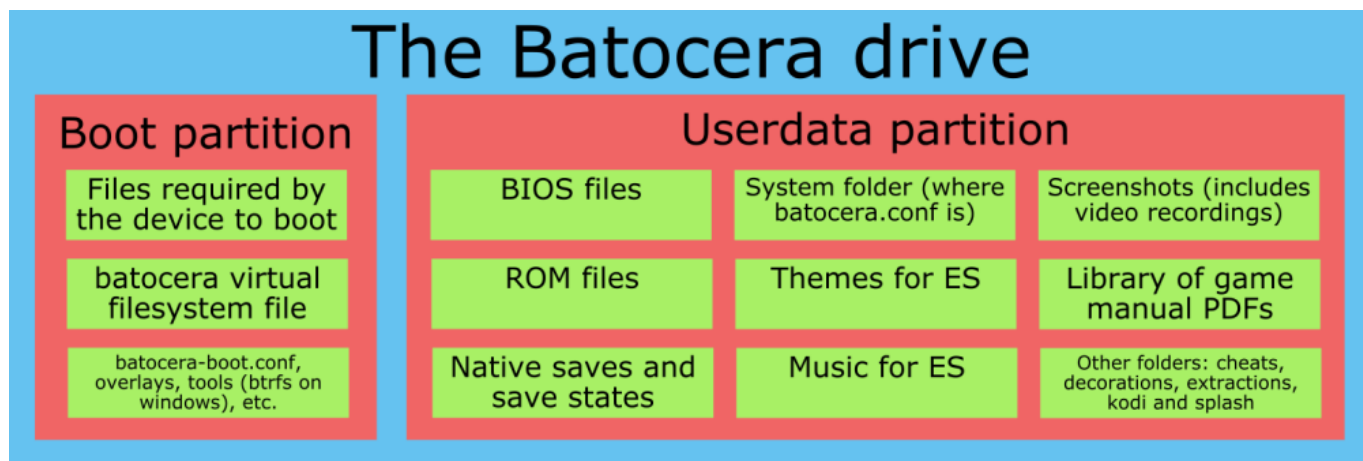 The Batocera drive
Boot partition
Files required by
the device to boot
batocera virtual
filesystem file
batocera-boot.conf,
overlays, tools (btrfs on
windows), etc.
Userdata partition
BIOS files
System folder (where
batocera.conf is)
Screenshots (includes
video recordings)
ROM files
Themes for ES
Library of game
manual PDFs
Native saves and
save states
Music for ES
Other folders: cheats,
decorations, extractions,
kodi and splash